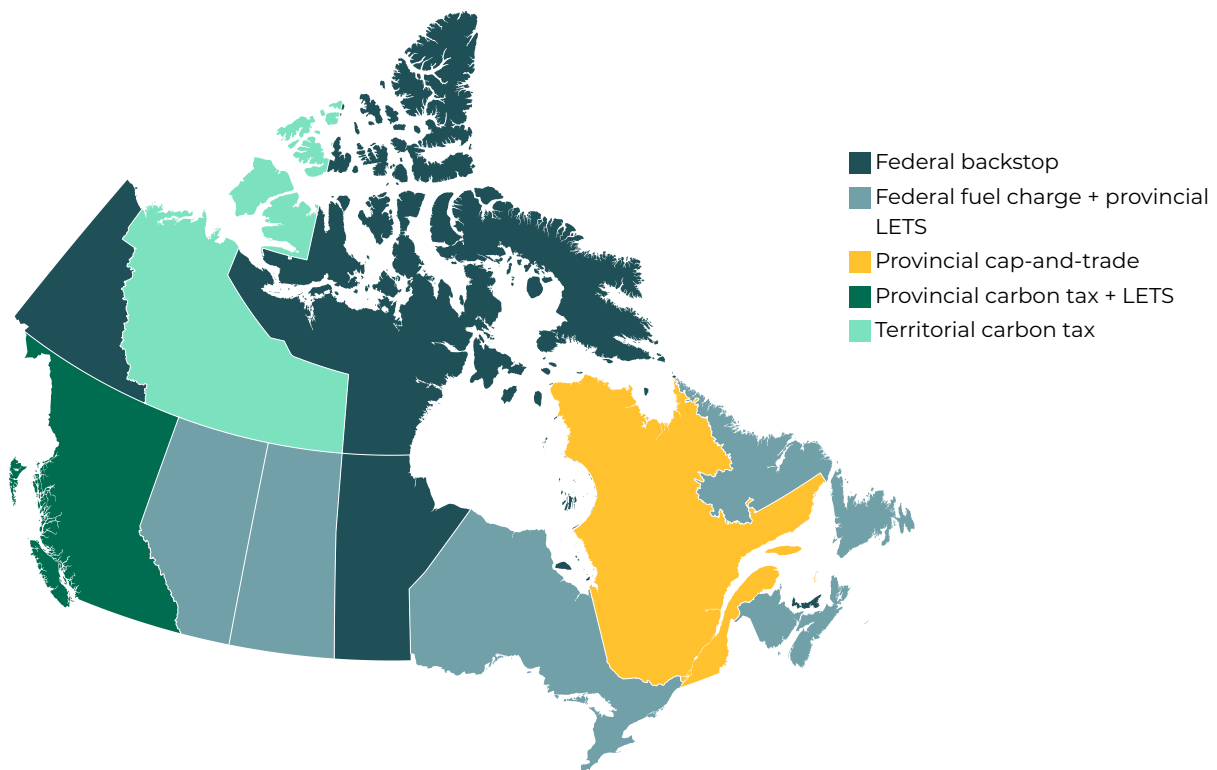 Federal backstop
Federal fuel charge + provincial
LETS
Provincial cap-and-trade
Provincial carbon tax + LETS
Territorial carbon tax